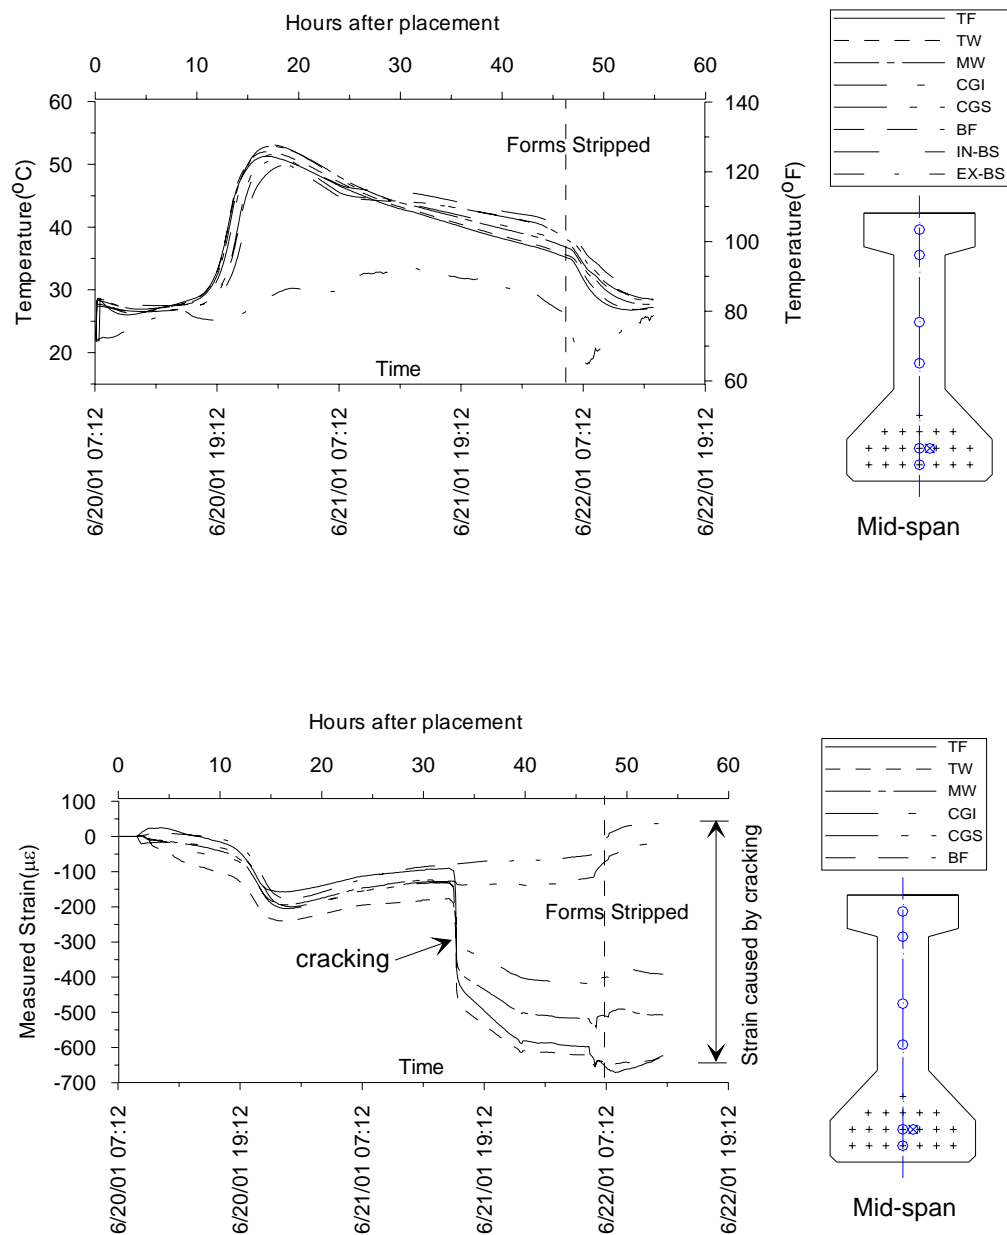 Hours after placement
0 10 20 30 40 50 60
60
50
40
30
20
Temperature(°C)
140
120
100
80
60
Temperature(°F)
Forms Stripped
Time
6/20/01 07:12
6/20/01 19:12
6/21/01 07:12
6/21/01 19:12
6/22/01 07:12
6/22/01 19:12
TF
TW
MW
CGI
CGS
BF
IN-BS
EX-BS
Mid-span
Hours after placement
0 10 20 30 40 50 60
100
0
-100
-200
-300
-400
-500
-600
-700
Measured Strain(με)
cracking
Forms Stripped
Strain caused by cracking
Time
6/20/01 07:12
6/20/01 19:12
6/21/01 07:12
6/21/01 19:12
6/22/01 07:12
6/22/01 19:12
TF
TW
MW
CGI
CGS
BF
Mid-span